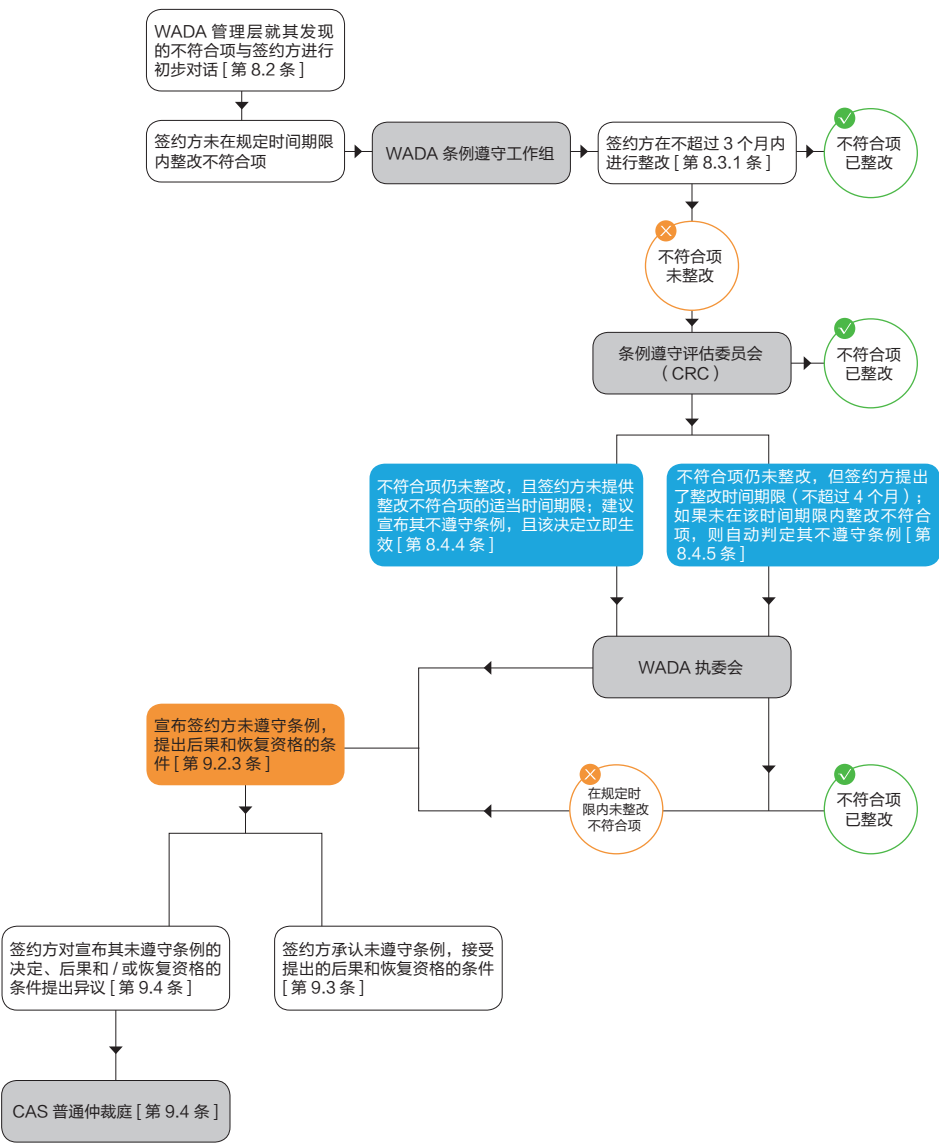 WADA 管理层就其发现
的不符合项与签约方进行
初步对话 [ 第 8.2 条 ]
签约方未在规定时间期限
内整改不符合项
WADA 条例遵守工作组
签约方在不超过 3 个月内
进行整改 [ 第 8.3.1 条 ]
不符合项
已整改
不符合项
未整改
条例遵守评估委员会
（ CRC ）
不符合项
已整改
不符合项仍未整改，且签约方未提供
整改不符合项的适当时间期限；建议
宣布其不遵守条例，且该决定立即生
效 [ 第 8.4.4 条 ]
不符合项仍未整改，但签约方提出
了整改时间期限（不超过 4 个月）；
如果未在该时间期限内整改不符合
项，则自动判定其不遵守条例 [ 第
8.4.5 条 ]
WADA 执委会
宣布签约方未遵守条例，
提出后果和恢复资格的条
件 [ 第 9.2.3 条 ]
在规定时
限内未整改
不符合项
不符合项
已整改
签约方对宣布其未遵守条例的
决定、后果和 / 或恢复资格的
条件提出异议 [ 第 9.4 条 ]
签约方承认未遵守条例，接受
提出的后果和恢复资格的条件
[ 第 9.3 条 ]
CAS 普通仲裁庭 [ 第 9.4 条 ]